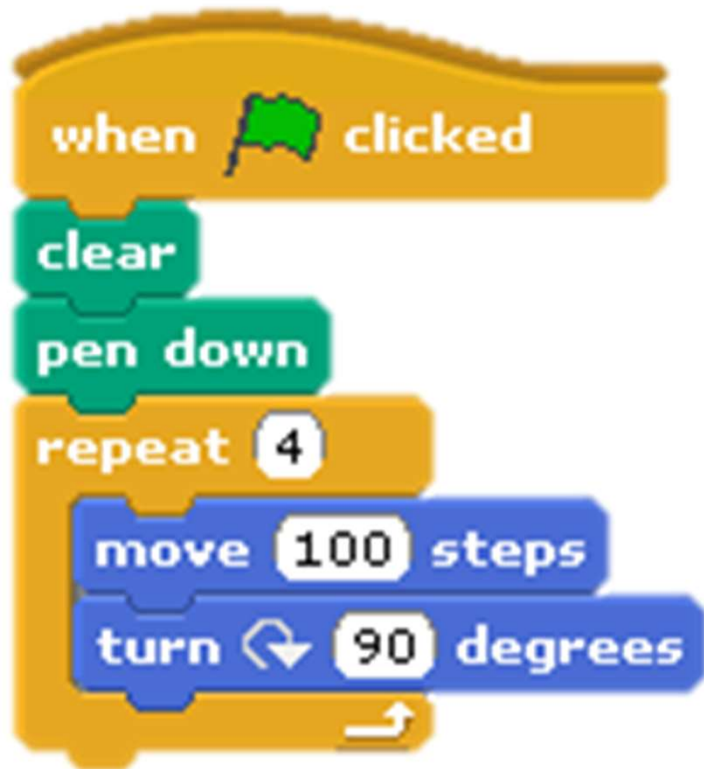 when clicked
clear
pen down
repeat 4
move 100 steps
turn 90 degrees